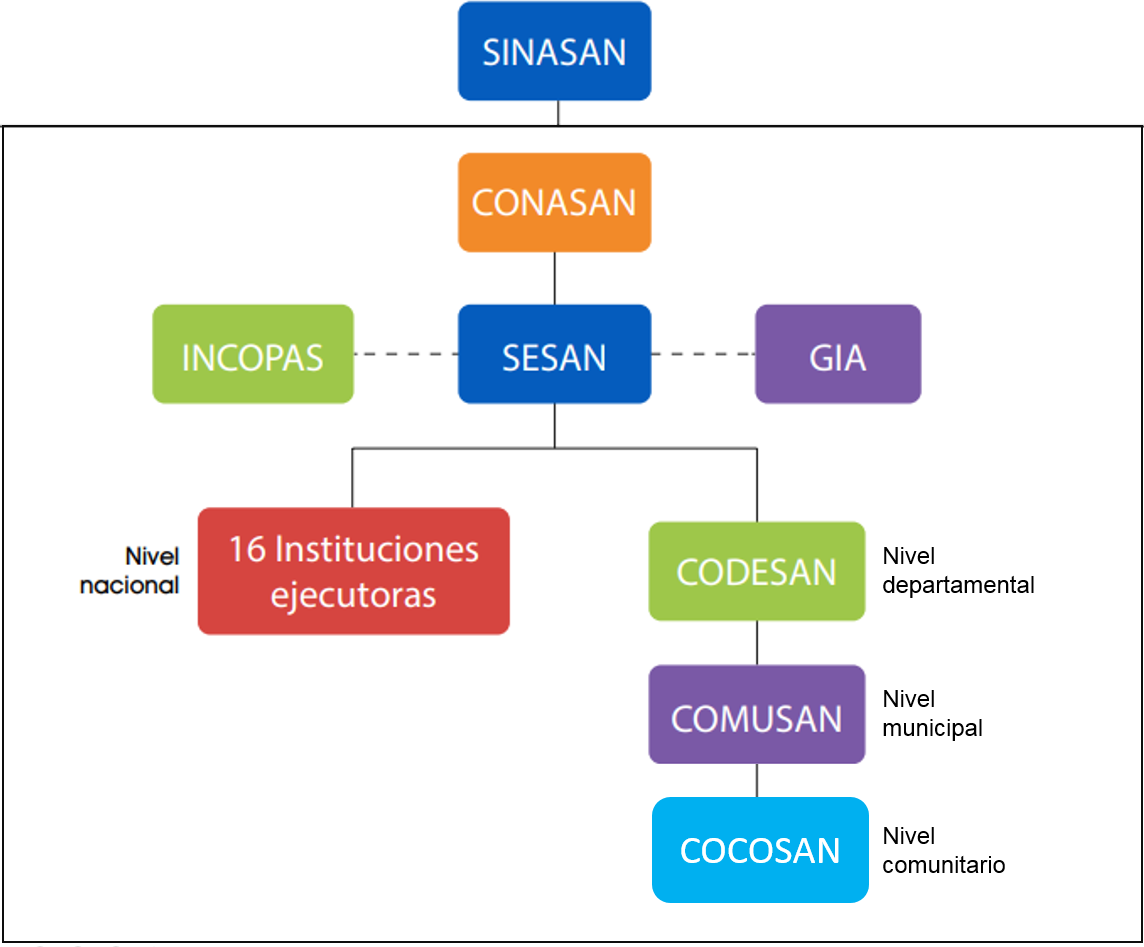 SINASAN
CONASAN
INCOPAS
SESAN
GIA
Nivel
nacional
16 Instituciones
ejecutoras
CODESAN
Nivel
departamental
COMUSAN
Nivel
municipal
COCOSAN
Nivel
comunitario